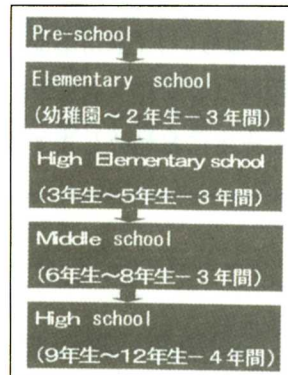 Pre-school
Elementary school
(幼稚園～2年生－3年間)
High Elementary school
(3年生～5年生－3年間)
Middle school
(6年生～8年生－3年間)
High school
(9年生～12年生－4年間)